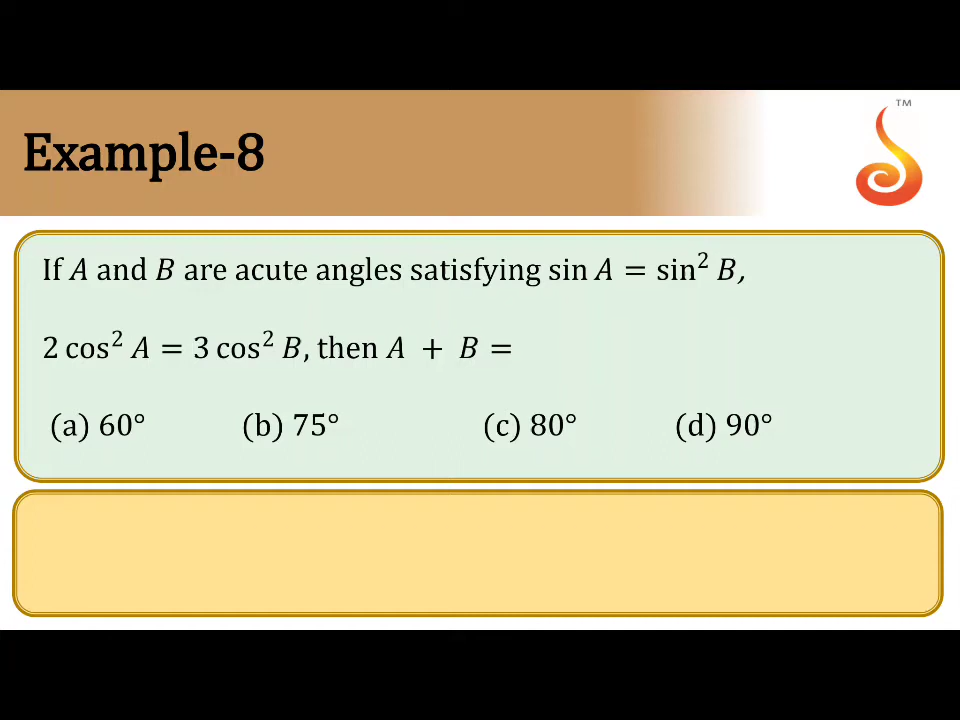 TM
Example-8
If A and B are acute angles satisfying sin A = sin² B,
2 cos² A = 3 cos² B, then A + B =
(a) 60° (b) 75° (c) 80° (d) 90°